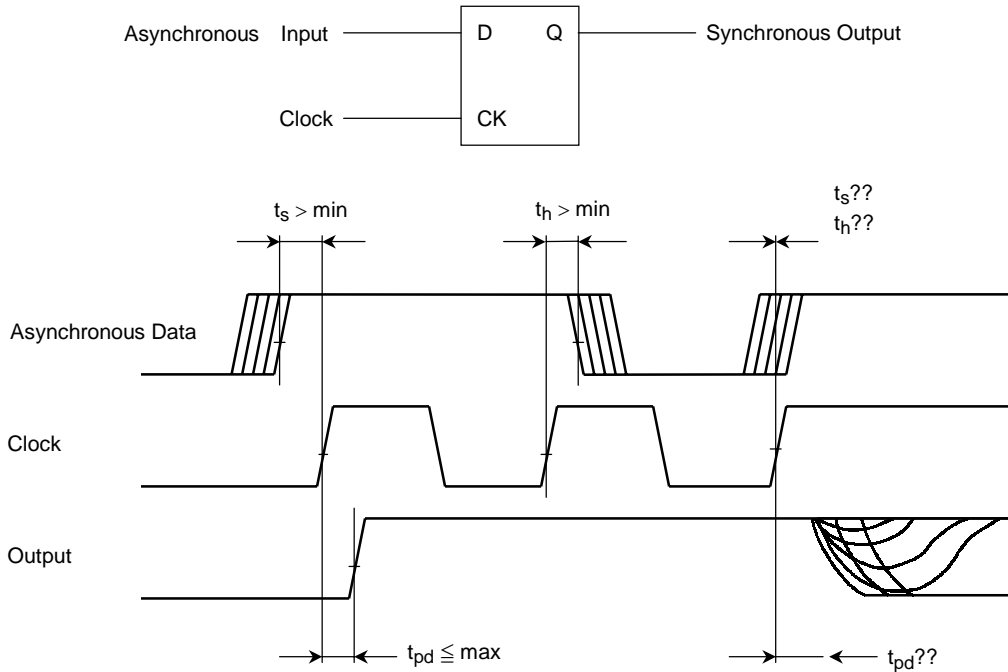 Asynchronous Input D Q Synchronous Output
Clock CK
ts > min
th > min
ts??
th??
Asynchronous Data
Clock
Output
tpd ≦ max
tpd??